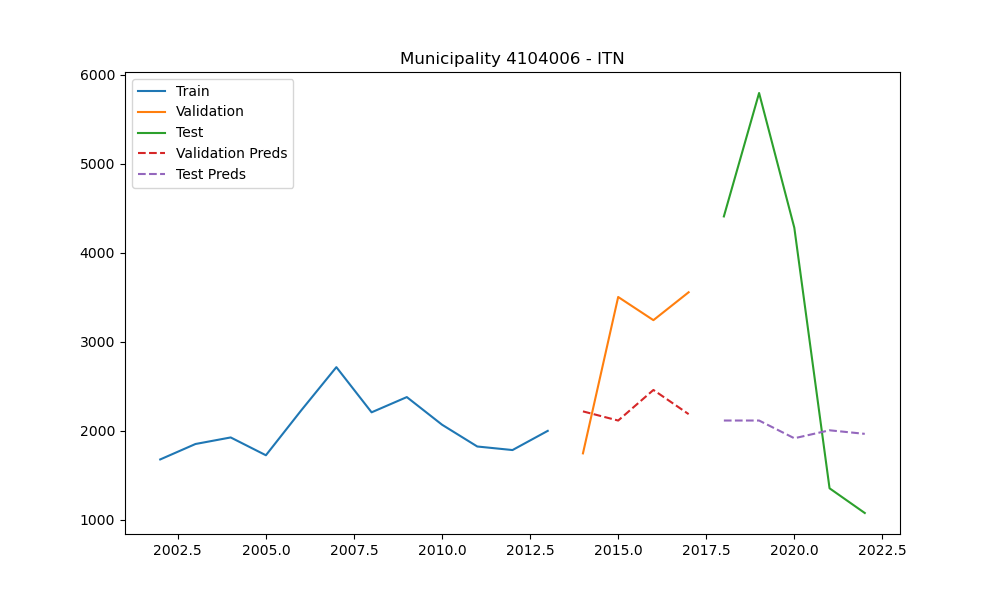 Municipality 4104006 - ITN
Train
Validation
Test
Validation Preds
Test Preds
6000
5000
4000
3000
2000
1000
2002.5 2005.0 2007.5 2010.0 2012.5 2015.0 2017.5 2020.0 2022.5